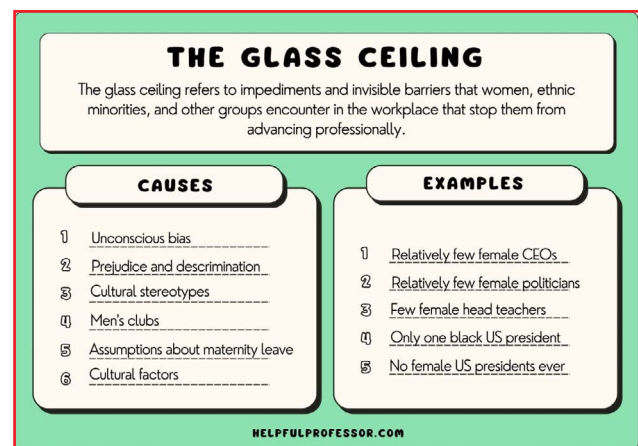 THE GLASS CEILING
The glass ceiling refers to impediments and invisible barriers that women, ethnic
minorities, and other groups encounter in the workplace that stop them from
advancing professionally.
CAUSES
1 Unconscious bias
2 Prejudice and descrimination
3 Cultural stereotypes
4 Men's clubs
5 Assumptions about maternity leave
6 Cultural factors
EXAMPLES
1 Relatively few female CEOs
2 Relatively few female politicians
3 Few female head teachers
4 Only one black US president
5 No female US presidents ever
HELPFULPROFESSOR.COM